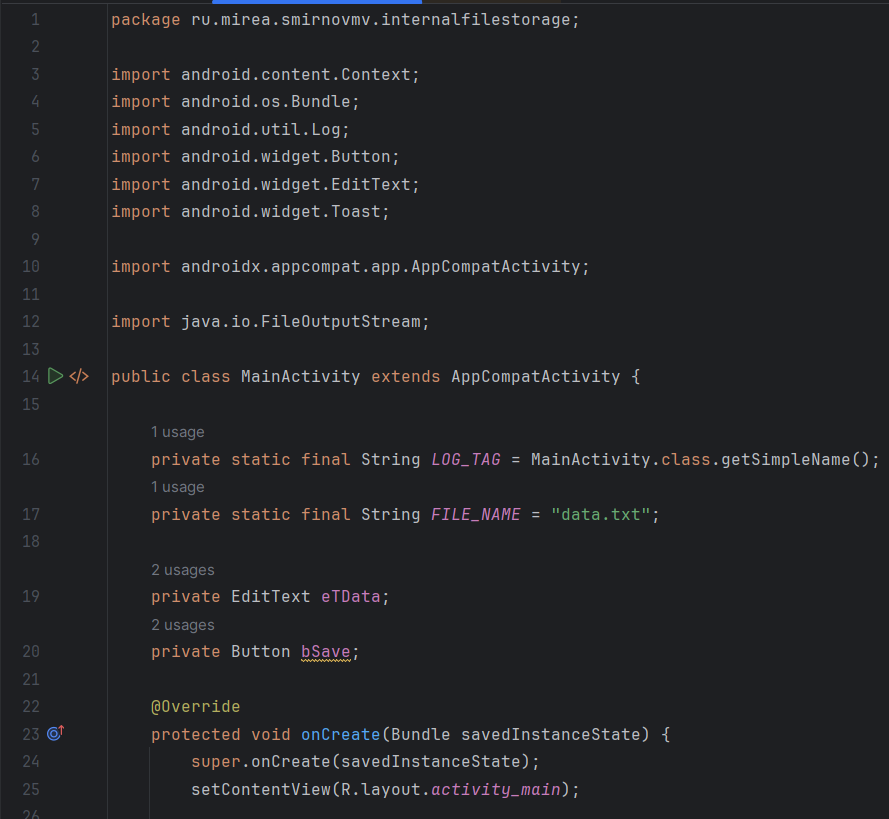 1 package ru.mirea.smirnovmv.internalfilestorage;
2
3 import android.content.Context;
4 import android.os.Bundle;
5 import android.util.Log;
6 import android.widget.Button;
7 import android.widget.EditText;
8 import android.widget.Toast;
9
10 import androidx.appcompat.app.AppCompatActivity;
11
12 import java.io.FileOutputStream;
13
14 </> public class MainActivity extends AppCompatActivity {
15
1 usage
16 private static final String LOG_TAG = MainActivity.class.getSimpleName();
1 usage
17 private static final String FILE_NAME = "data.txt";
18
2 usages
19 private EditText eTData;
2 usages
20 private Button bSave;
21
22 @Override
23 protected void onCreate(Bundle savedInstanceState) {
24 super.onCreate(savedInstanceState);
25 setContentView(R.layout.activity_main);
26